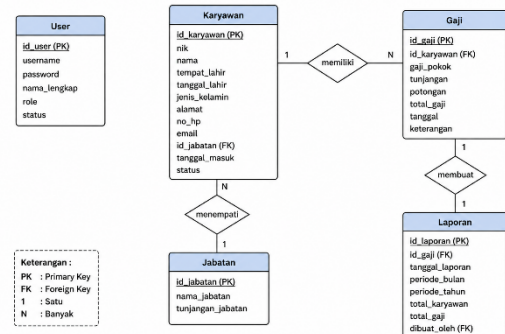 User
id_user (PK)
username
password
nama_lengkap
role
status
Karyawan
id_karyawan (PK)
nik
nama
tempat_lahir
tanggal_lahir
jenis_kelamin
alamat
no_hp
email
id_jabatan (FK)
tanggal_masuk
status
1
memiliki
N
Gaji
id_gaji (PK)
id_karyawan (FK)
gaji_pokok
tunjangan
potongan
total_gaji
tanggal
keterangan
N
menempati
1
1
membuat
1
Jabatan
id_jabatan (PK)
nama_jabatan
tunjangan_jabatan
Laporan
id_laporan (PK)
id_gaji (FK)
tanggal_laporan
periode_bulan
periode_tahun
total_karyawan
total_gaji
dibuat_oleh (FK)
Keterangan :
PK : Primary Key
FK : Foreign Key
1 : Satu
N : Banyak